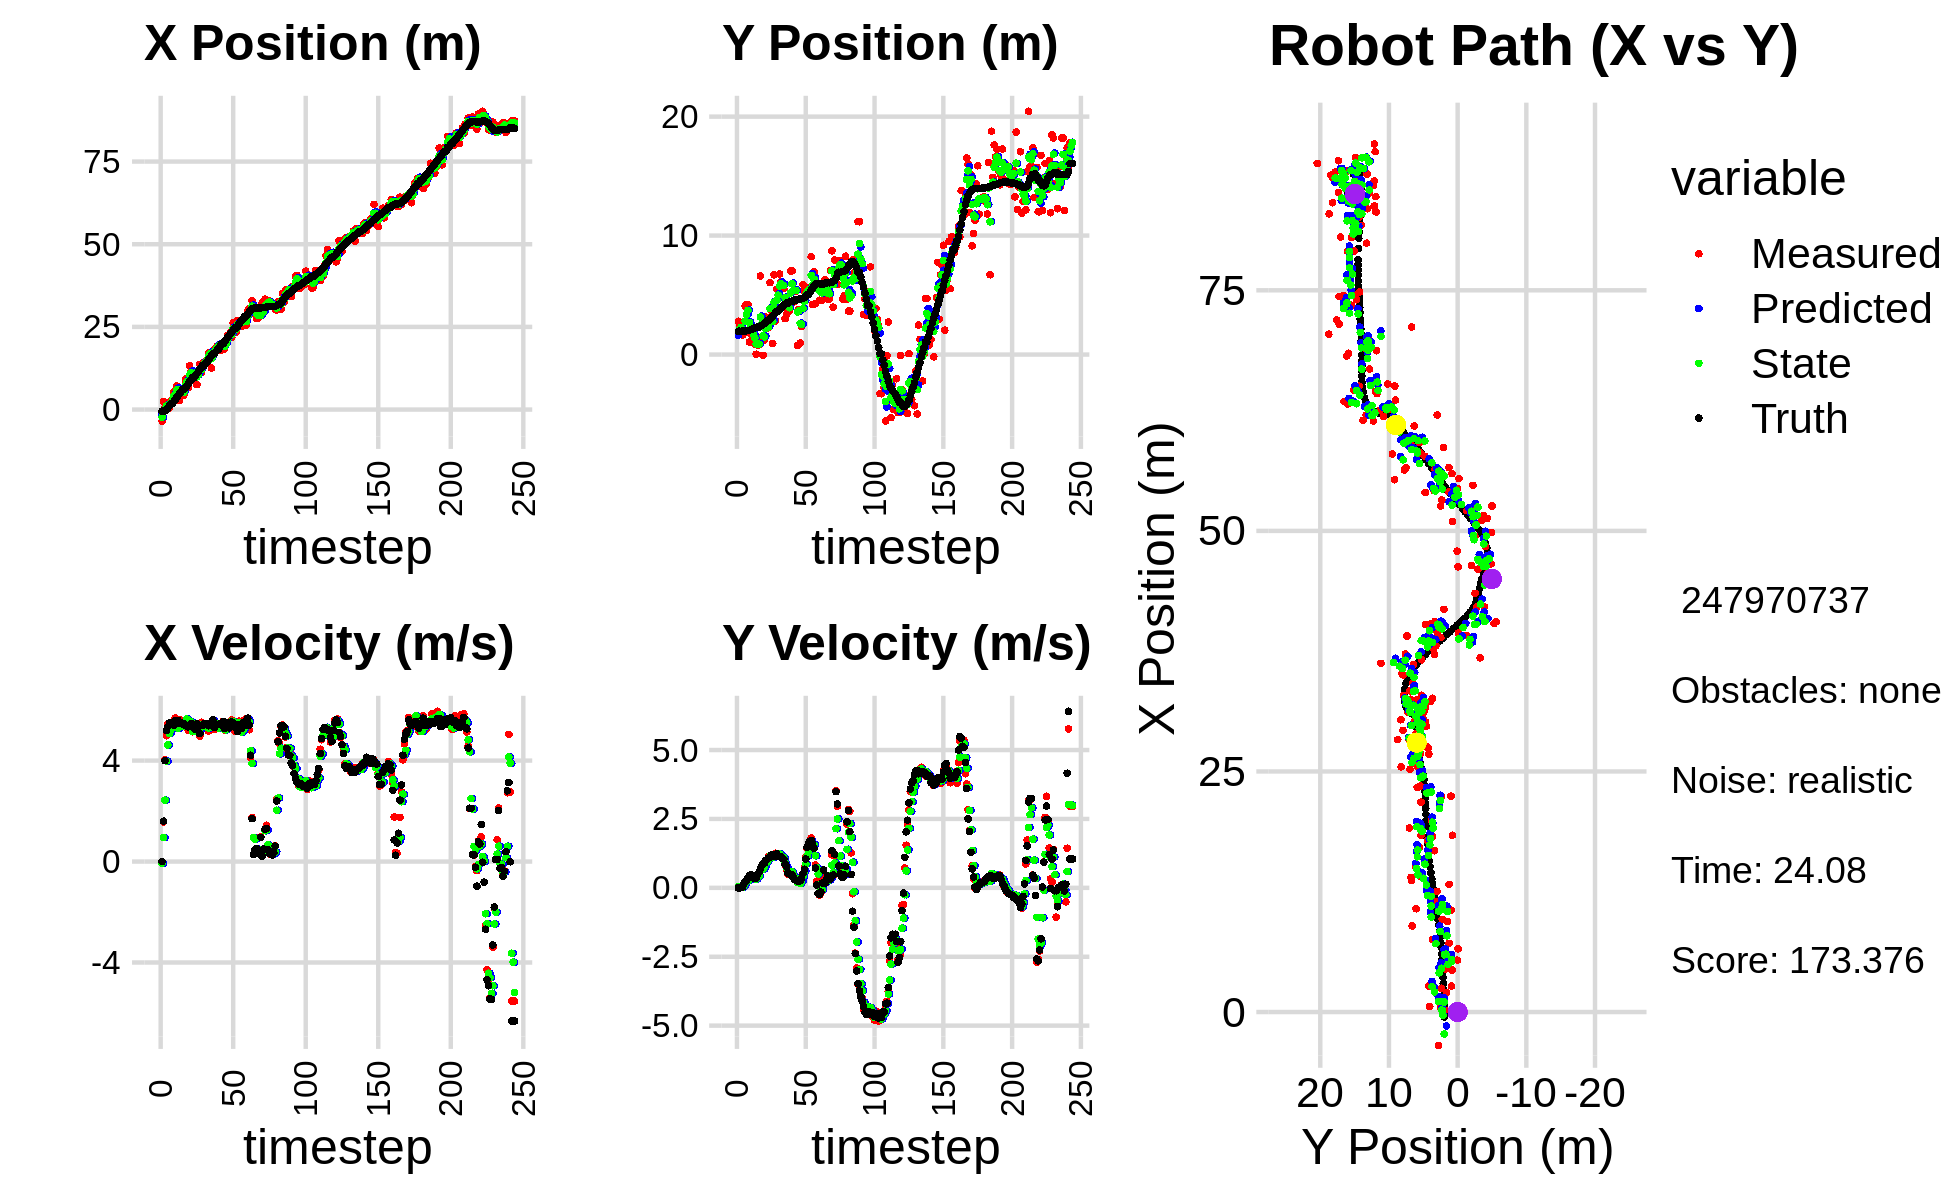 X Position (m)
75
50
25
0
0
50
100
150
200
250
timestep
Y Position (m)
20
10
0
0
50
100
150
200
250
timestep
X Velocity (m/s)
4
0
-4
0
50
100
150
200
250
timestep
Y Velocity (m/s)
5.0
2.5
0.0
-2.5
-5.0
0
50
100
150
200
250
timestep
Robot Path (X vs Y)
X Position (m)
75
50
25
0
20 10 0 -10 -20
Y Position (m)
variable
Measured
Predicted
State
Truth
247970737
Obstacles: none
Noise: realistic
Time: 24.08
Score: 173.376